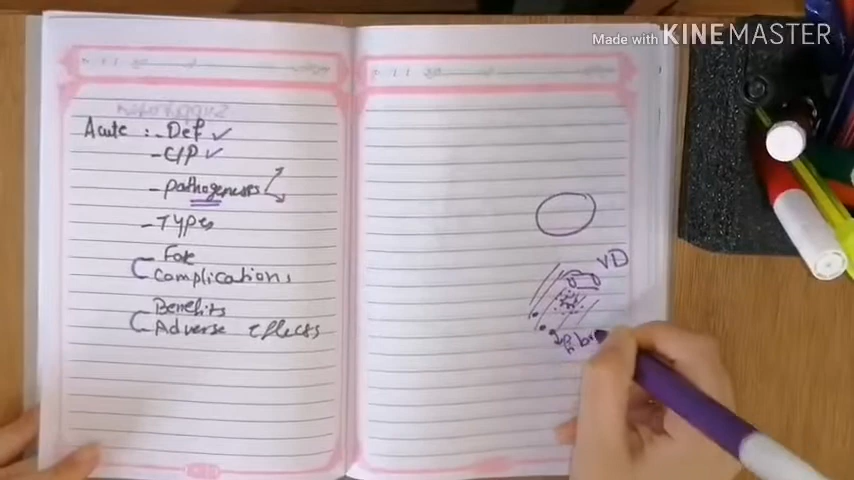 Made with KINEMASTER
Acute :- Def ✓
- C/P ✓
- pathogenesis
- Types
Fate
Complications
Benefits
Adverse effects
VD